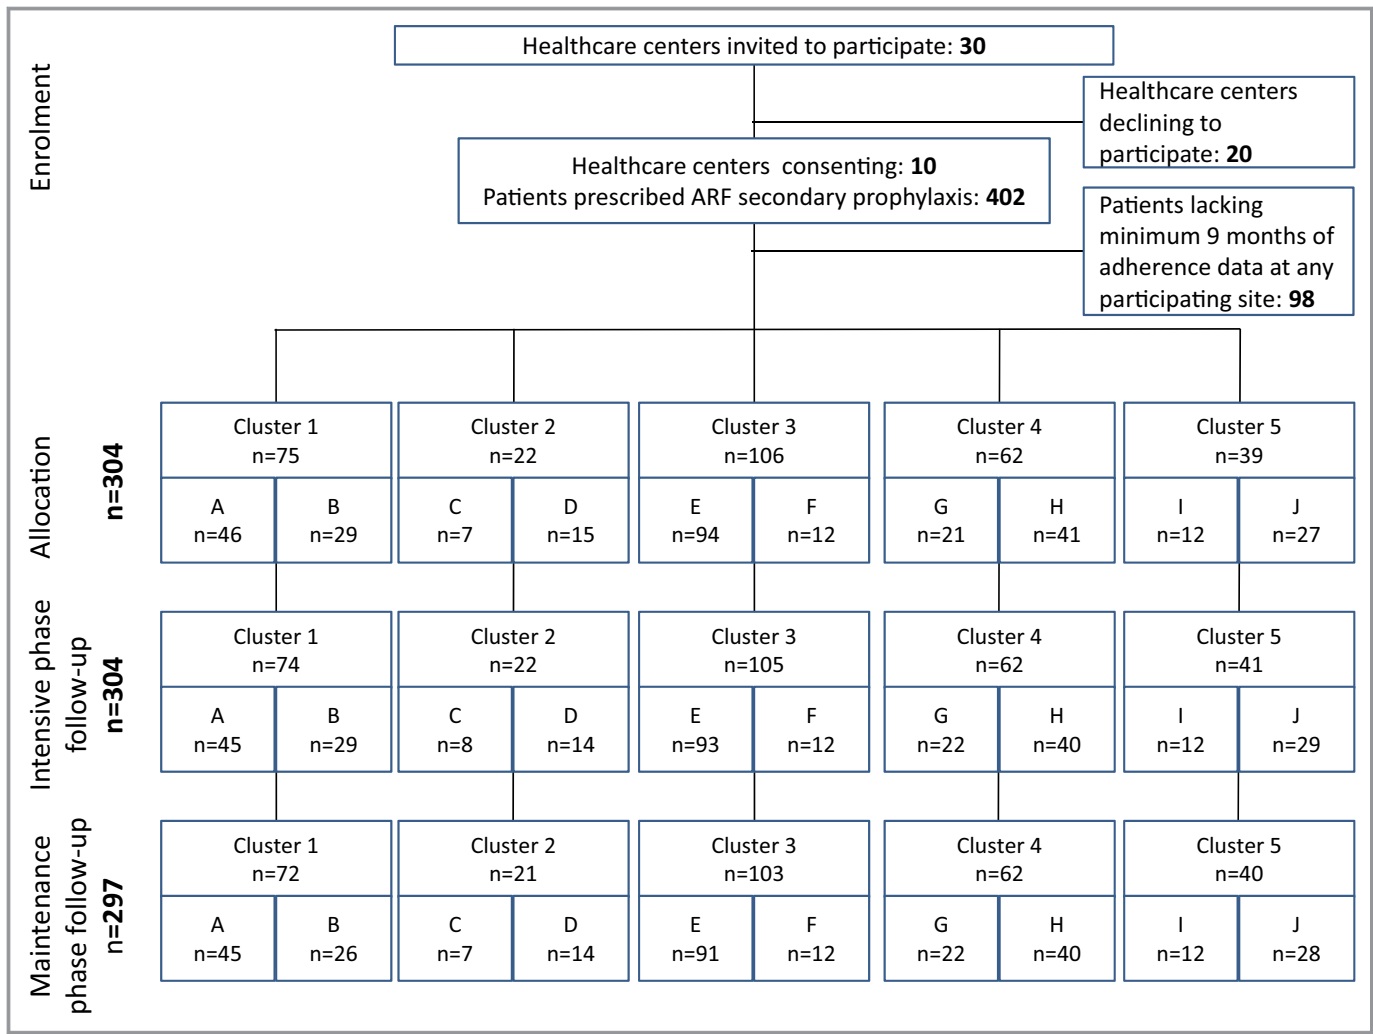 Enrolment
Healthcare centers invited to participate: 30
Healthcare centers
declining to
participate: 20
Healthcare centers consenting: 10
Patients prescribed ARF secondary prophylaxis: 402
Patients lacking
minimum 9 months of
adherence data at any
participating site: 98
Allocation
n=304
Cluster 1
n=75
A
n=46
B
n=29
Cluster 2
n=22
C
n=7
D
n=15
Cluster 3
n=106
E
n=94
F
n=12
Cluster 4
n=62
G
n=21
H
n=41
Cluster 5
n=39
I
n=12
J
n=27
Intensive phase
follow-up
n=304
Cluster 1
n=74
A
n=45
B
n=29
Cluster 2
n=22
C
n=8
D
n=14
Cluster 3
n=105
E
n=93
F
n=12
Cluster 4
n=62
G
n=22
H
n=40
Cluster 5
n=41
I
n=12
J
n=29
Maintenance
phase follow-up
n=297
Cluster 1
n=72
A
n=45
B
n=26
Cluster 2
n=21
C
n=7
D
n=14
Cluster 3
n=103
E
n=91
F
n=12
Cluster 4
n=62
G
n=22
H
n=40
Cluster 5
n=40
I
n=12
J
n=28